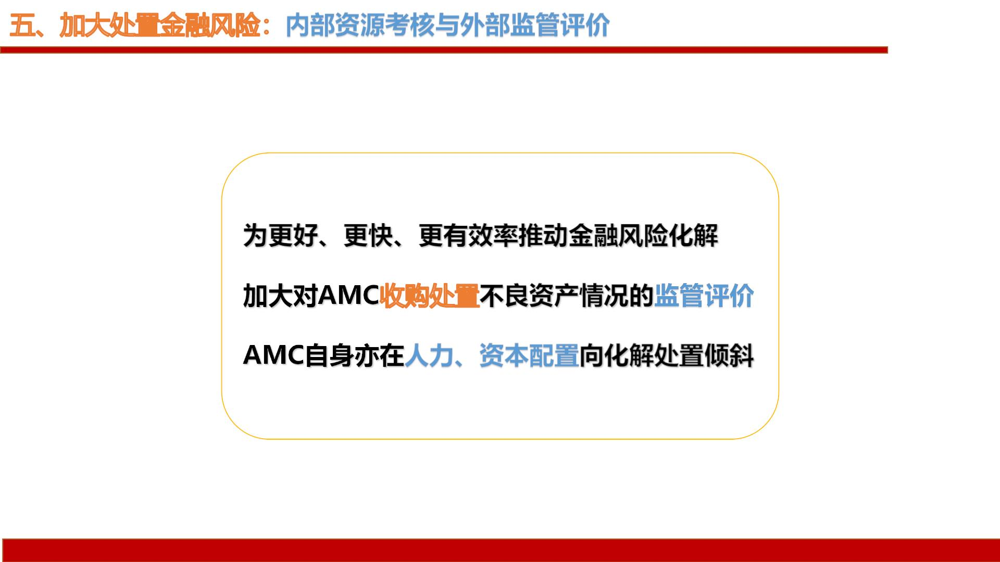 五、加大处置金融风险：内部资源考核与外部监管评价
为更好、更快、更有效率推动金融风险化解
加大对AMC收购处置不良资产情况的监管评价
AMC自身亦在人力、资本配置向化解处置倾斜